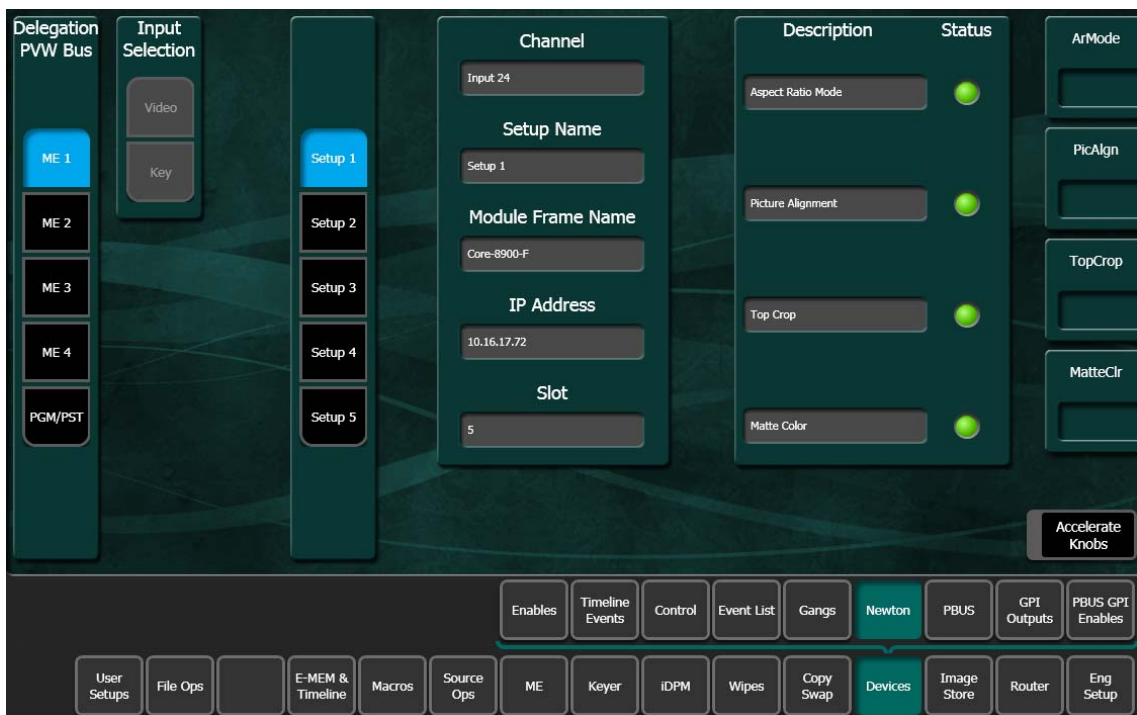 Delegation
PVW Bus
ME 1
ME 2
ME 3
ME 4
PGM/PST
Input
Selection
Video
Key
Setup 1
Setup 2
Setup 3
Setup 4
Setup 5
Channel
Input 24
Setup Name
Setup 1
Module Frame Name
Core-8900-F
IP Address
10.16.17.72
Slot
5
Description
Status
Aspect Ratio Mode
Picture Alignment
Top Crop
Matte Color
ArMode
PicAlgn
TopCrop
MatteClr
Accelerate
Knobs
Enables
Timeline
Events
Control
Event List
Gangs
Newton
PBUS
GPI
Outputs
PBUS GPI
Enables
User
Setups
File Ops
E-MEM &
Timeline
Macros
Source
Ops
ME
Keyer
iDPM
Wipes
Copy
Swap
Devices
Image
Store
Router
Eng
Setup